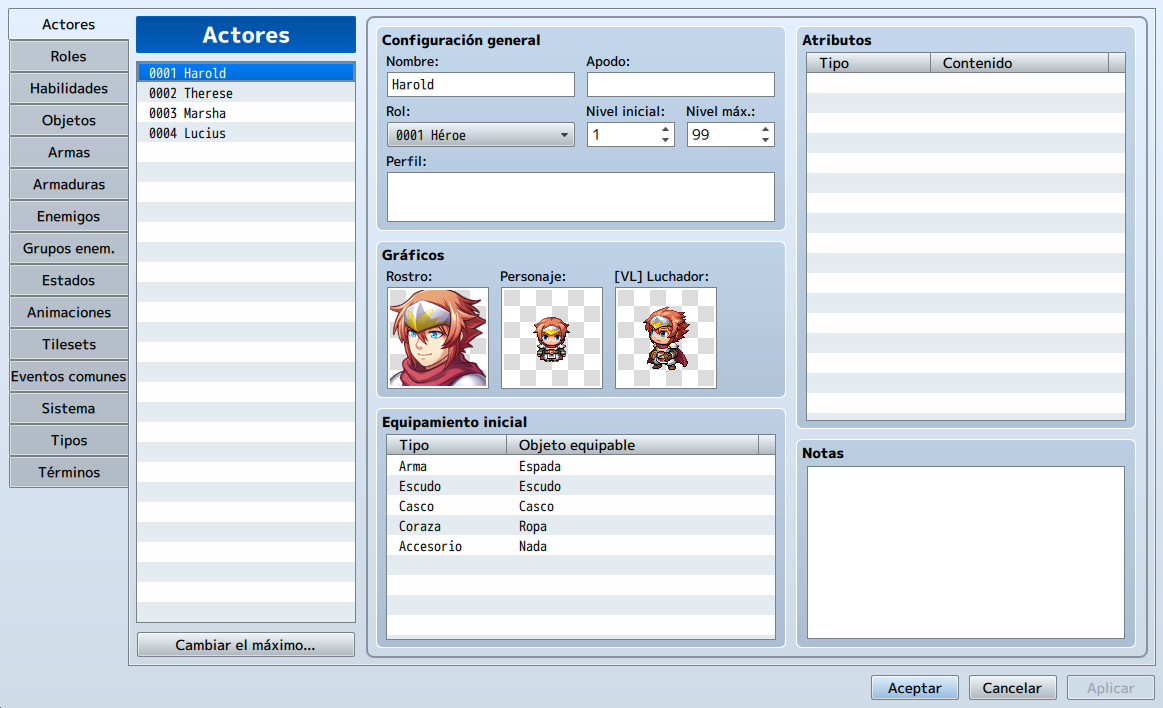 Actores
Roles
Habilidades
Objetos
Armas
Armaduras
Enemigos
Grupos enem.
Estados
Animaciones
Tilesets
Eventos comunes
Sistema
Tipos
Términos
Actores
0001 Harold
0002 Therese
0003 Marsha
0004 Lucius
Cambiar el máximo...
Configuración general
Nombre: Apodo:
Harold
Rol: Nivel inicial: Nivel máx.:
0001 Héroe 1 99
Perfil:
Gráficos
Rostro: Personaje: [VL] Luchador:
Equipamiento inicial
Tipo Objeto equipable
Arma Espada
Escudo Escudo
Casco Casco
Coraza Ropa
Accesorio Nada
Atributos
Tipo Contenido
Notas
Aceptar Cancelar Aplicar